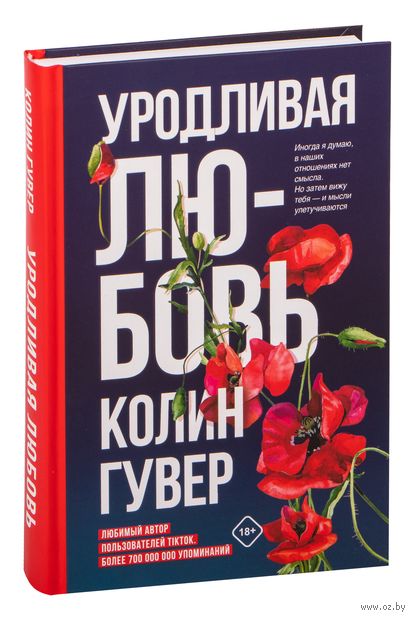 КОЛИН ГУВЕР
УРОДЛИВАЯ ЛЮБОВЬ
УРОДЛИВАЯ
ЛЮ-
БОВЬ
Иногда я думаю,
в наших
отношениях нет
смысла.
Но затем вижу
тебя — и мысли
улетучиваются
КОЛИН
ГУВЕР
ЛЮБИМЫЙ АВТОР
ПОЛЬЗОВАТЕЛЕЙ TIKTOK.
БОЛЕЕ 700 000 000 УПОМИНАНИЙ
18+
www.oz.by